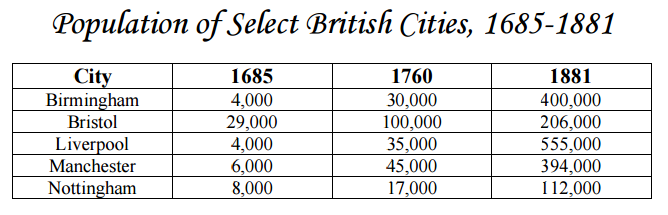 Population of Select British Cities, 1685-1881
City 1685 1760 1881
Birmingham 4,000 30,000 400,000
Bristol 29,000 100,000 206,000
Liverpool 4,000 35,000 555,000
Manchester 6,000 45,000 394,000
Nottingham 8,000 17,000 112,000